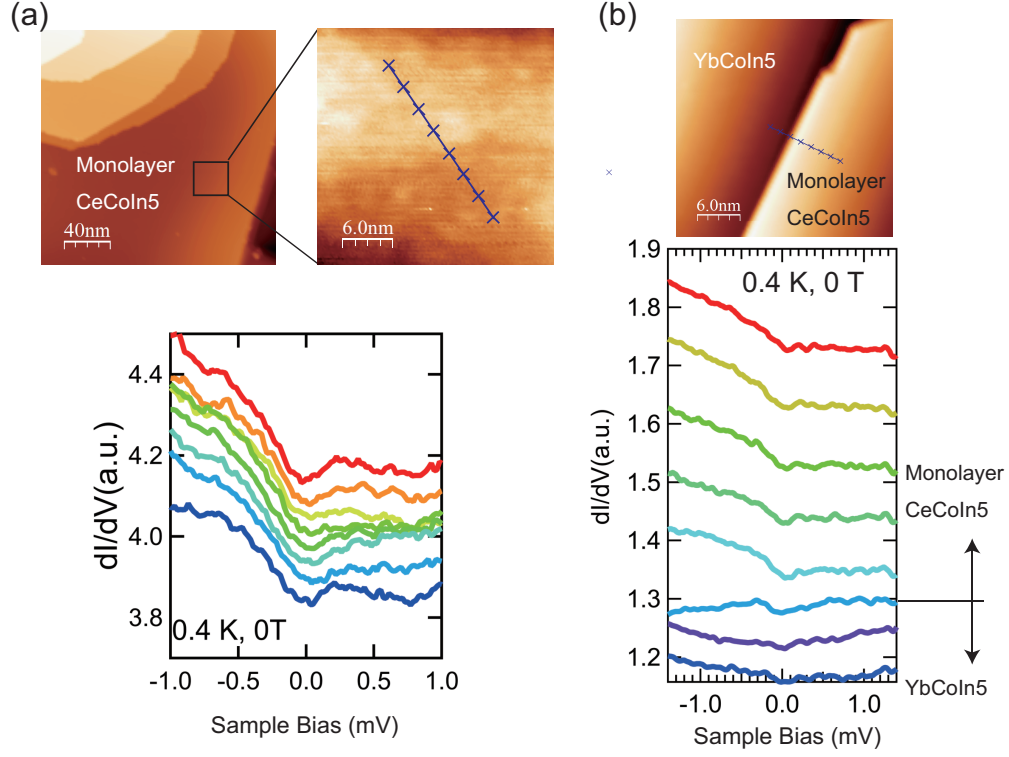 (a)
Monolayer
CeCoIn5
40nm
6.0nm
4.4
4.2
4.0
3.8
dI/dV(a.u.)
0.4 K, 0T
-1.0
-0.5
0.0
0.5
1.0
Sample Bias (mV)
(b)
YbCoIn5
Monolayer
CeCoIn5
6.0nm
1.9
1.8
1.7
1.6
1.5
1.4
1.3
1.2
dI/dV(a.u.)
0.4 K, 0 T
Monolayer
CeCoIn5
YbCoIn5
-1.0
0.0
1.0
Sample Bias (mV)